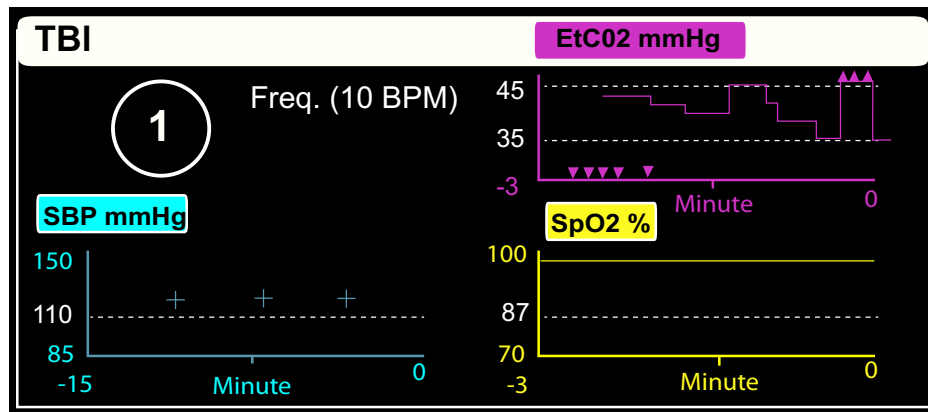 TBI
1
Freq. (10 BPM)
EtC02 mmHg
45
35
-3
Minute
0
SBP mmHg
150
110
85
-15
Minute
0
SpO2 %
100
87
70
-3
Minute
0